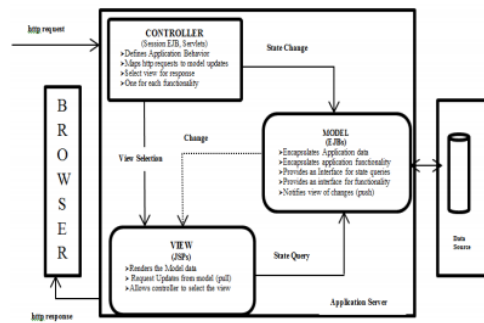 http request
CONTROLLER
(Session EJB, Servlets)
➤Defines Application Behavior
➤Maps http requests to model updates
➤Select view for response
➤One for each functionality
State Change
BROWSER
View Selection
Change
MODEL
(EJBs)
➤Encapsulates Application data
➤Encapsulates application functionality
➤Provides an Interface for state queries
➤Provides an interface for functionality
➤Notifies view of changes (push)
Data
Source
VIEW
(JSPs)
➤Renders the Model data
➤Request Updates from model (pull)
➤Allows controller to select the view
State Query
Application Server
http response